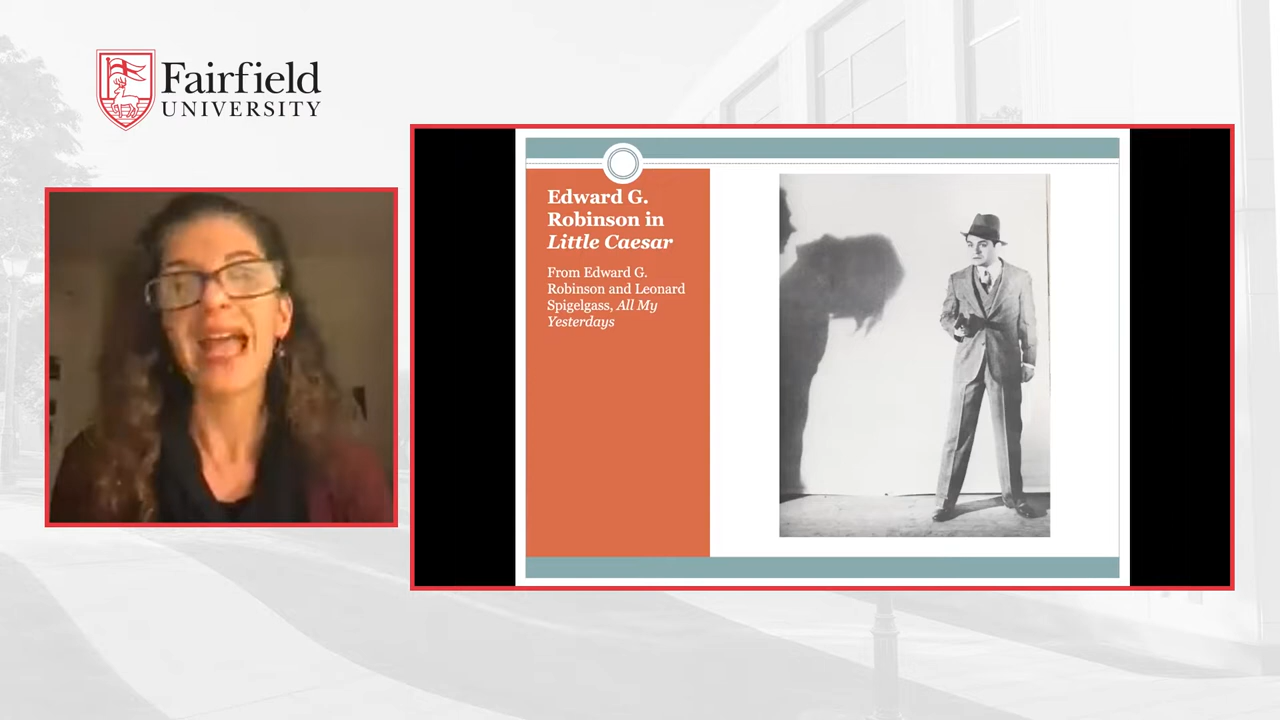 Fairfield
UNIVERSITY
Edward G.
Robinson in
Little Caesar
From Edward G.
Robinson and Leonard
Spigelgass, All My
Yesterdays